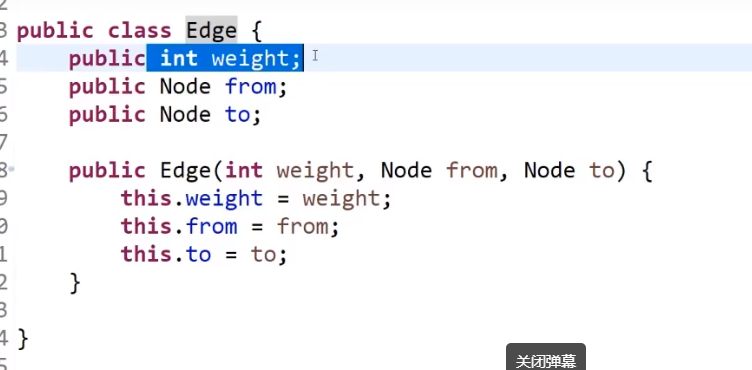 3 public class Edge {
4     public int weight;
5     public Node from;
6     public Node to;
7
8     public Edge(int weight, Node from, Node to) {
9         this.weight = weight;
0         this.from = from;
1         this.to = to;
2     }
3
4 }
5
关闭弹幕